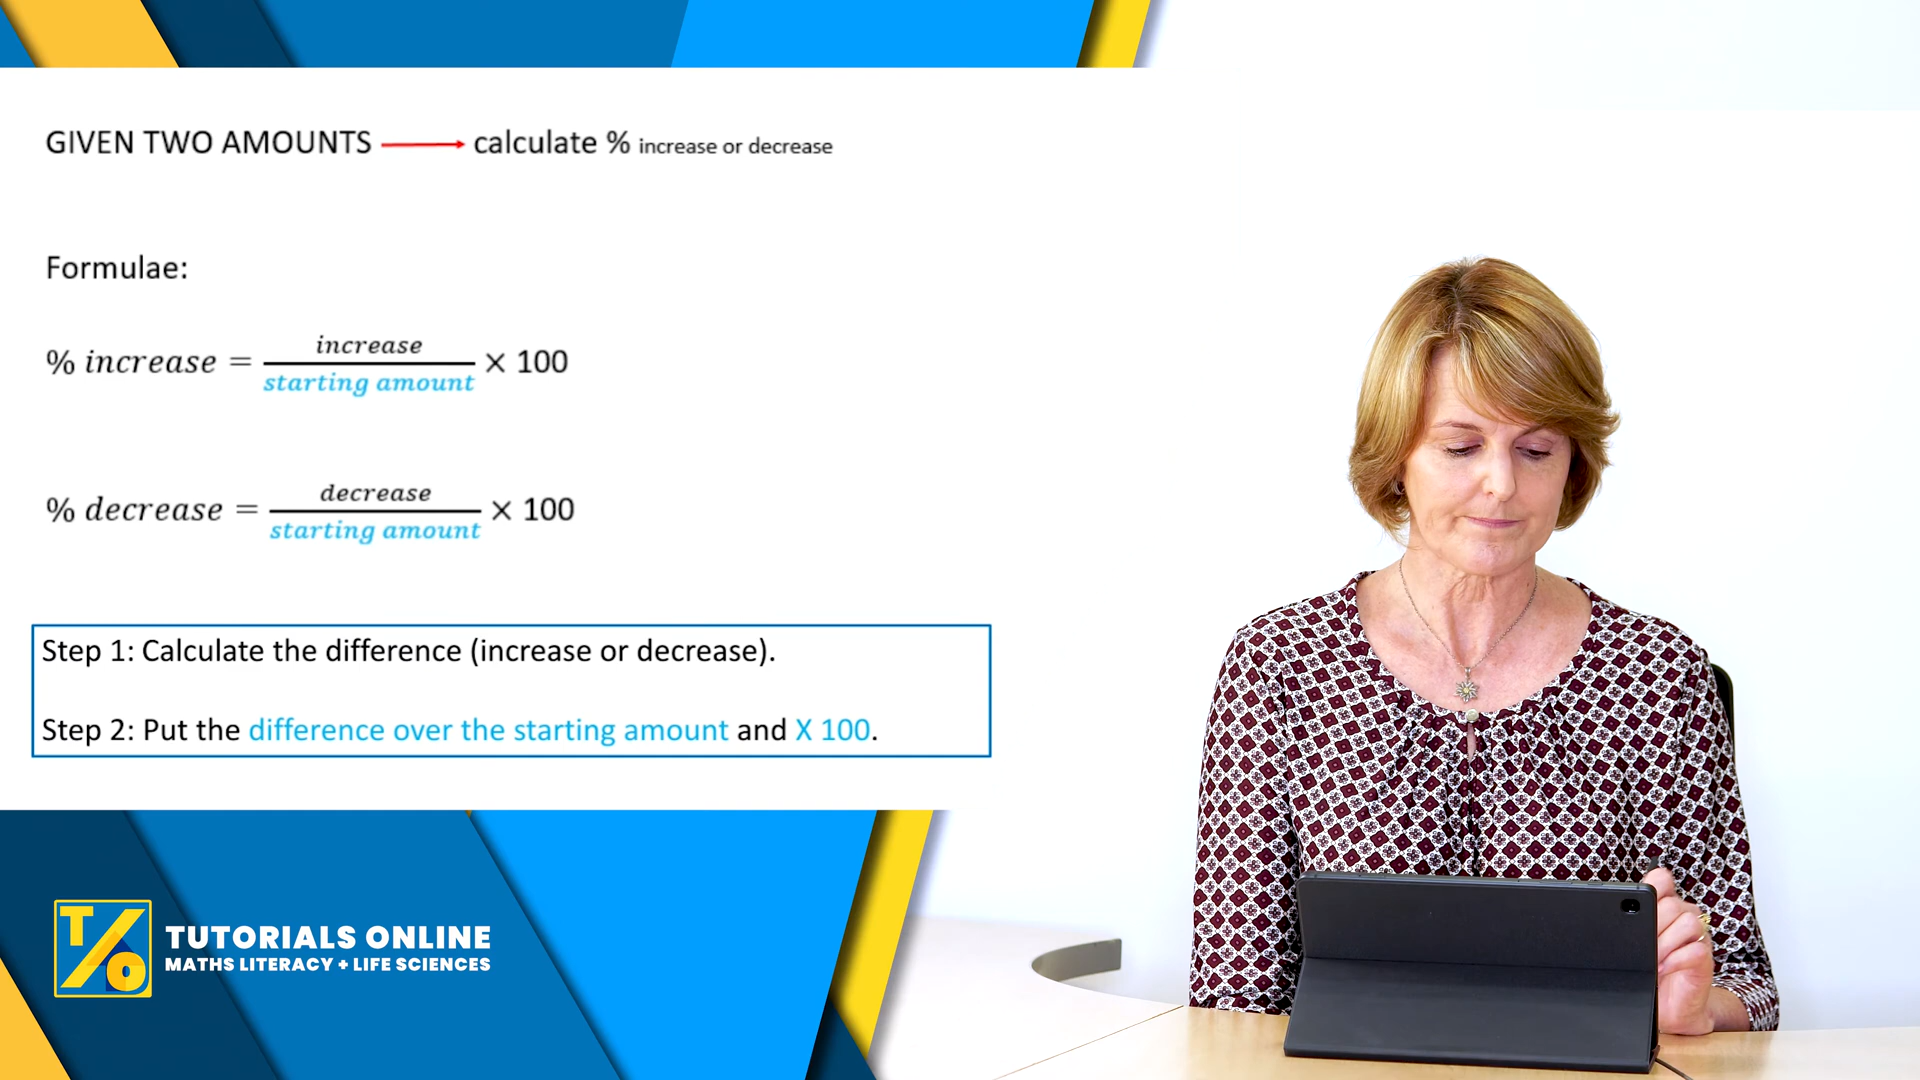 GIVEN TWO AMOUNTS calculate % increase or decrease
Formulae:
% increase = increase / starting amount × 100
% decrease = decrease / starting amount × 100
Step 1: Calculate the difference (increase or decrease).
Step 2: Put the difference over the starting amount and X 100.
T/O
TUTORIALS ONLINE
MATHS LITERACY + LIFE SCIENCES